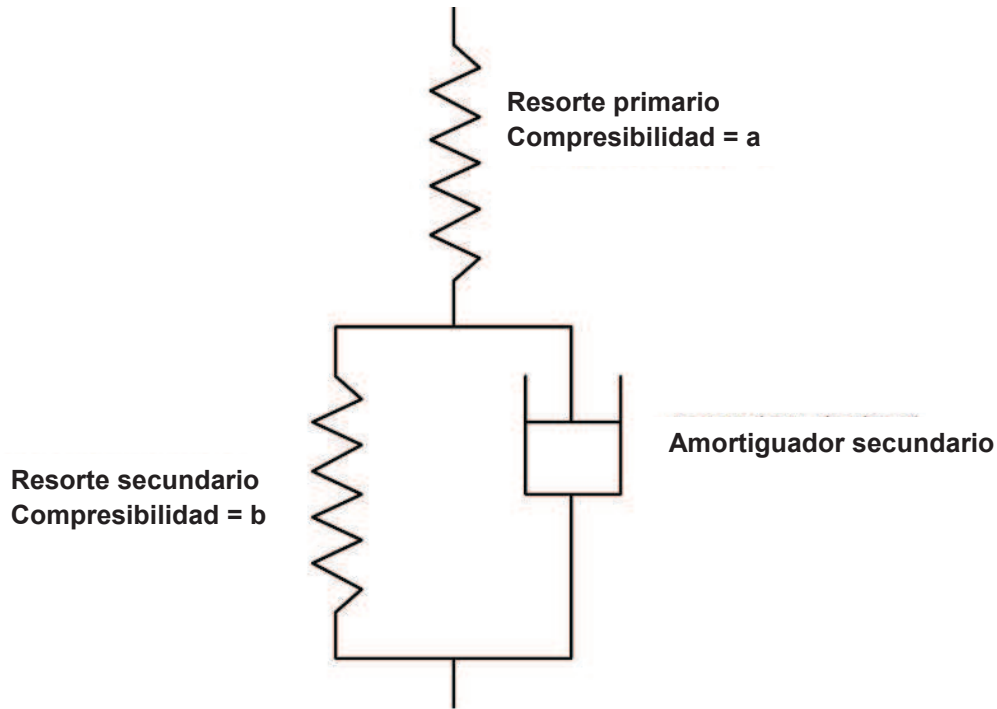 Resorte primario
Compresibilidad = a
Amortiguador secundario
Resorte secundario
Compresibilidad = b